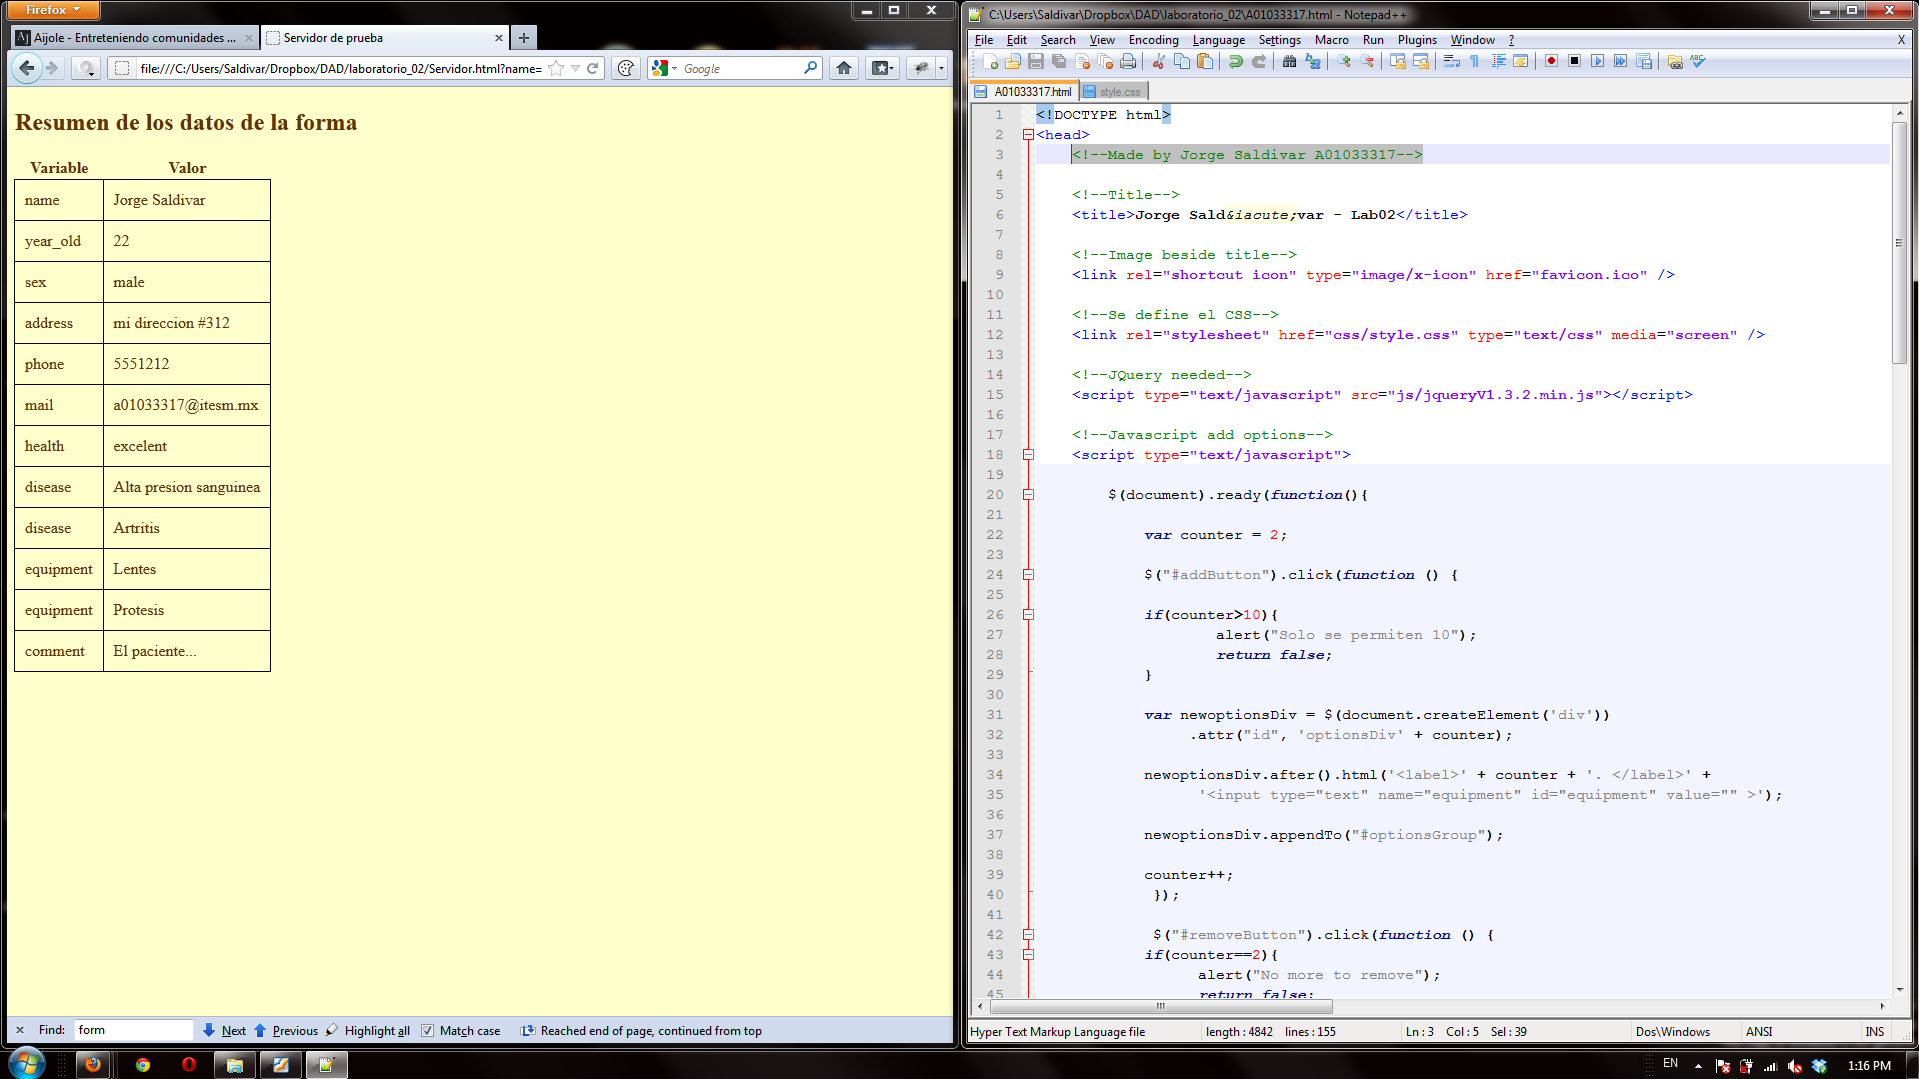 Firefox
Aijole - Entreteniendo comunidades ...
Servidor de prueba
file:///C:/Users/Saldivar/Dropbox/DAD/laboratorio_02/Servidor.html?name=
Google
Resumen de los datos de la forma
Variable Valor
name Jorge Saldivar
year_old 22
sex male
address mi direccion #312
phone 5551212
mail a01033317@itesm.mx
health excelent
disease Alta presion sanguinea
disease Artritis
equipment Lentes
equipment Protesis
comment El paciente...
Find: form Next Previous Highlight all Match case Reached end of page, continued from top
C:\Users\Saldivar\Dropbox\DAD\laboratorio_02\A01033317.html - Notepad++
File Edit Search View Encoding Language Settings Macro Run Plugins Window ? X
A01033317.html style.css
1 <!DOCTYPE html>
2 <head>
3 <!--Made by Jorge Saldivar A01033317-->
4
5 <!--Title-->
6 <title>Jorge Sald&iacute;var - Lab02</title>
7
8 <!--Image beside title-->
9 <link rel="shortcut icon" type="image/x-icon" href="favicon.ico" />
10
11 <!--Se define el CSS-->
12 <link rel="stylesheet" href="css/style.css" type="text/css" media="screen" />
13
14 <!--JQuery needed-->
15 <script type="text/javascript" src="js/jqueryV1.3.2.min.js"></script>
16
17 <!--Javascript add options-->
18 <script type="text/javascript">
19
20 $(document).ready(function(){
21
22 var counter = 2;
23
24 $("#addButton").click(function () {
25
26 if(counter>10){
27 alert("Solo se permiten 10");
28 return false;
29 }
30
31 var newoptionsDiv = $(document.createElement('div'))
32 .attr("id", 'optionsDiv' + counter);
33
34 newoptionsDiv.after().html('<label>' + counter + '. </label>' +
35 '<input type="text" name="equipment" id="equipment" value="" >');
36
37 newoptionsDiv.appendTo("#optionsGroup");
38
39 counter++;
40 });
41
42 $("#removeButton").click(function () {
43 if(counter==2){
44 alert("No more to remove");
45 return false;
Hyper Text Markup Language file length : 4842 lines : 155 Ln : 3 Col : 5 Sel : 39 Dos\Windows ANSI INS
EN 1:16 PM